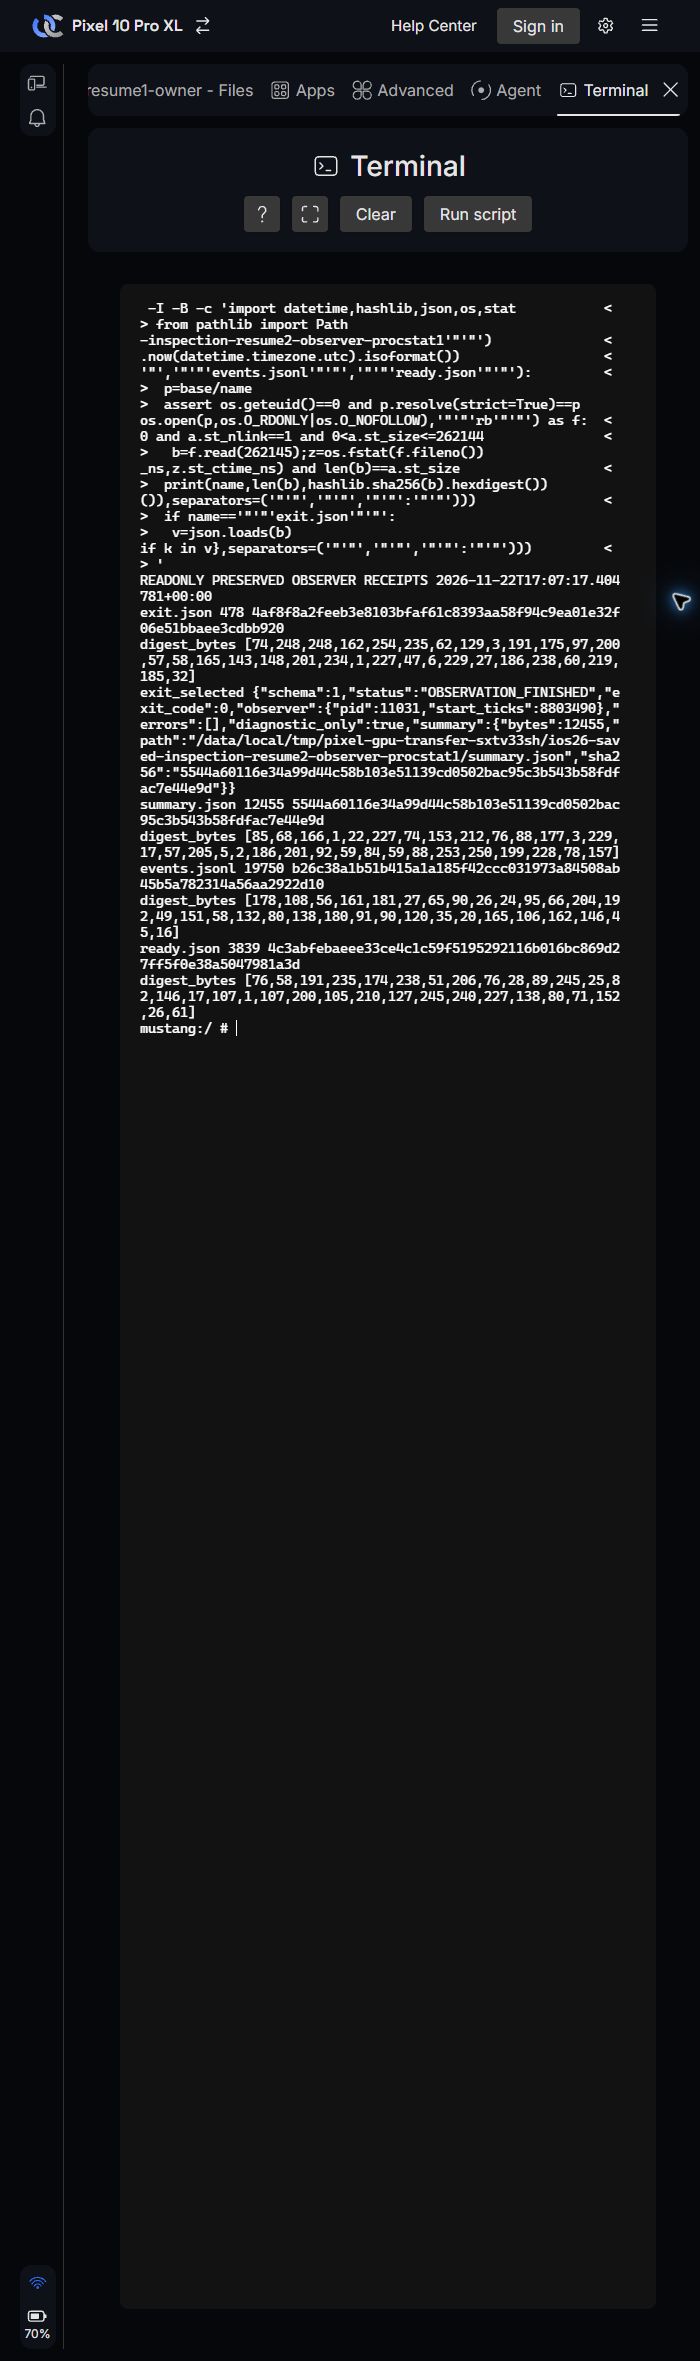 Pixel 10 Pro XL
Help Center
Sign in
resume1-owner - Files
Apps
Advanced
Agent
Terminal
Terminal
?
Clear
Run script
 -I -B -c 'import datetime,hashlib,json,os,stat           <
> from pathlib import Path
-inspection-resume2-observer-procstat1'"'"')              <
.now(datetime.timezone.utc).isoformat())                  <
'"','"'"'events.jsonl'"'"','"'"'ready.json'"'"'):         <
>  p=base/name
>  assert os.geteuid()==0 and p.resolve(strict=True)==p
os.open(p,os.O_RDONLY|os.O_NOFOLLOW),'"'"'rb'"'"') as f:  <
0 and a.st_nlink==1 and 0<a.st_size<=262144               <
>   b=f.read(262145);z=os.fstat(f.fileno())
_ns,z.st_ctime_ns) and len(b)==a.st_size                  <
>  print(name,len(b),hashlib.sha256(b).hexdigest())
()),separators=('"'"','"'"','"'"':'"'"')))                <
>  if name=='"'"'exit.json'"'"':
>   v=json.loads(b)
if k in v},separators=('"'"','"'"','"'"':'"'"')))         <
> '
READONLY PRESERVED OBSERVER RECEIPTS 2026-11-22T17:07:17.404
781+00:00
exit.json 478 4af8f8a2feeb3e8103bfaf61c8393aa58f94c9ea01e32f
06e51bbaee3cdbb920
digest_bytes [74,248,248,162,254,235,62,129,3,191,175,97,200
,57,58,165,143,148,201,234,1,227,47,6,229,27,186,238,60,219,
185,32]
exit_selected {"schema":1,"status":"OBSERVATION_FINISHED","e
xit_code":0,"observer":{"pid":11031,"start_ticks":8803490},"
errors":[],"diagnostic_only":true,"summary":{"bytes":12455,"
path":"/data/local/tmp/pixel-gpu-transfer-sxtv33sh/ios26-sav
ed-inspection-resume2-observer-procstat1/summary.json","sha2
56":"5544a60116e34a99d44c58b103e51139cd0502bac95c3b543b58fdf
ac7e44e9d"}}
summary.json 12455 5544a60116e34a99d44c58b103e51139cd0502bac
95c3b543b58fdfac7e44e9d
digest_bytes [85,68,166,1,22,227,74,153,212,76,88,177,3,229,
17,57,205,5,2,186,201,92,59,84,59,88,253,250,199,228,78,157]
events.jsonl 19750 b26c38a1b51b415a1a185f42ccc031973a84508ab
45b5a782314a56aa2922d10
digest_bytes [178,108,56,161,181,27,65,90,26,24,95,66,204,19
2,49,151,58,132,80,138,180,91,90,120,35,20,165,106,162,146,4
5,16]
ready.json 3839 4c3abfebaeee33ce4c1c59f5195292116b016bc869d2
7ff5f0e38a5047981a3d
digest_bytes [76,58,191,235,174,238,51,206,76,28,89,245,25,8
2,146,17,107,1,107,200,105,210,127,245,240,227,138,80,71,152
,26,61]
mustang:/ #
70%